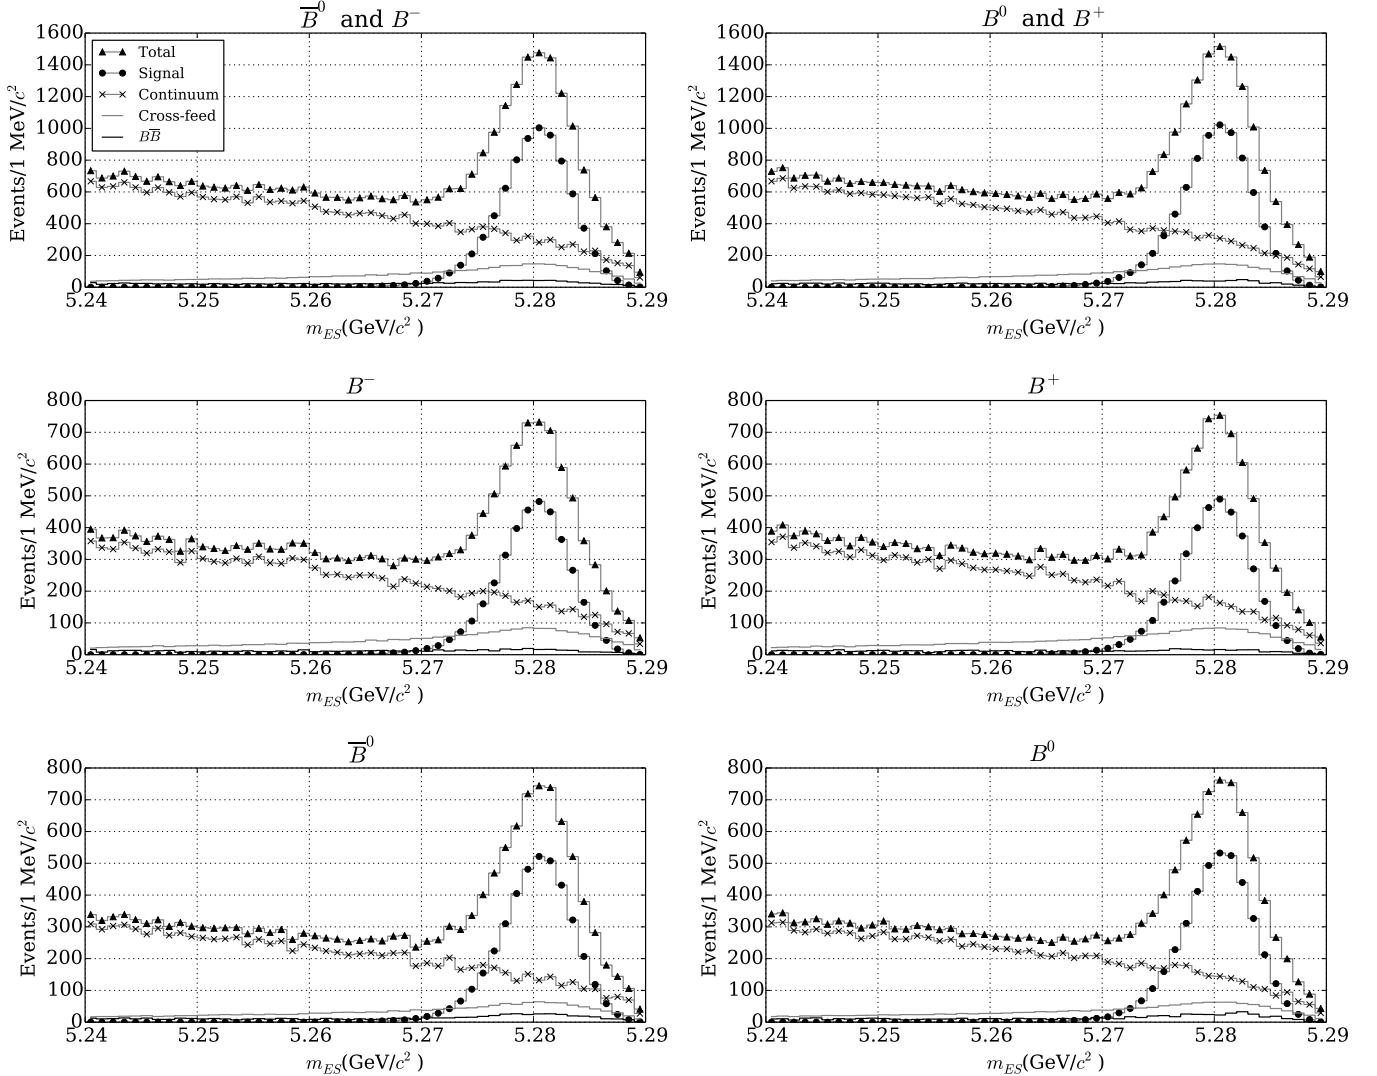 B̅⁰ and B⁻
B⁰ and B⁺
Events/1 MeV/c²
1600
1400
1200
1000
800
600
400
200
0
Total
Signal
Continuum
Cross-feed
BB̅
5.24 5.25 5.26 5.27 5.28 5.29
m_ES(GeV/c² )
Events/1 MeV/c²
1600
1400
1200
1000
800
600
400
200
0
5.24 5.25 5.26 5.27 5.28 5.29
m_ES(GeV/c² )
B⁻
Events/1 MeV/c²
800
700
600
500
400
300
200
100
0
5.24 5.25 5.26 5.27 5.28 5.29
m_ES(GeV/c² )
B⁺
Events/1 MeV/c²
800
700
600
500
400
300
200
100
0
5.24 5.25 5.26 5.27 5.28 5.29
m_ES(GeV/c² )
B̅⁰
Events/1 MeV/c²
800
700
600
500
400
300
200
100
0
5.24 5.25 5.26 5.27 5.28 5.29
m_ES(GeV/c² )
B⁰
Events/1 MeV/c²
800
700
600
500
400
300
200
100
0
5.24 5.25 5.26 5.27 5.28 5.29
m_ES(GeV/c² )